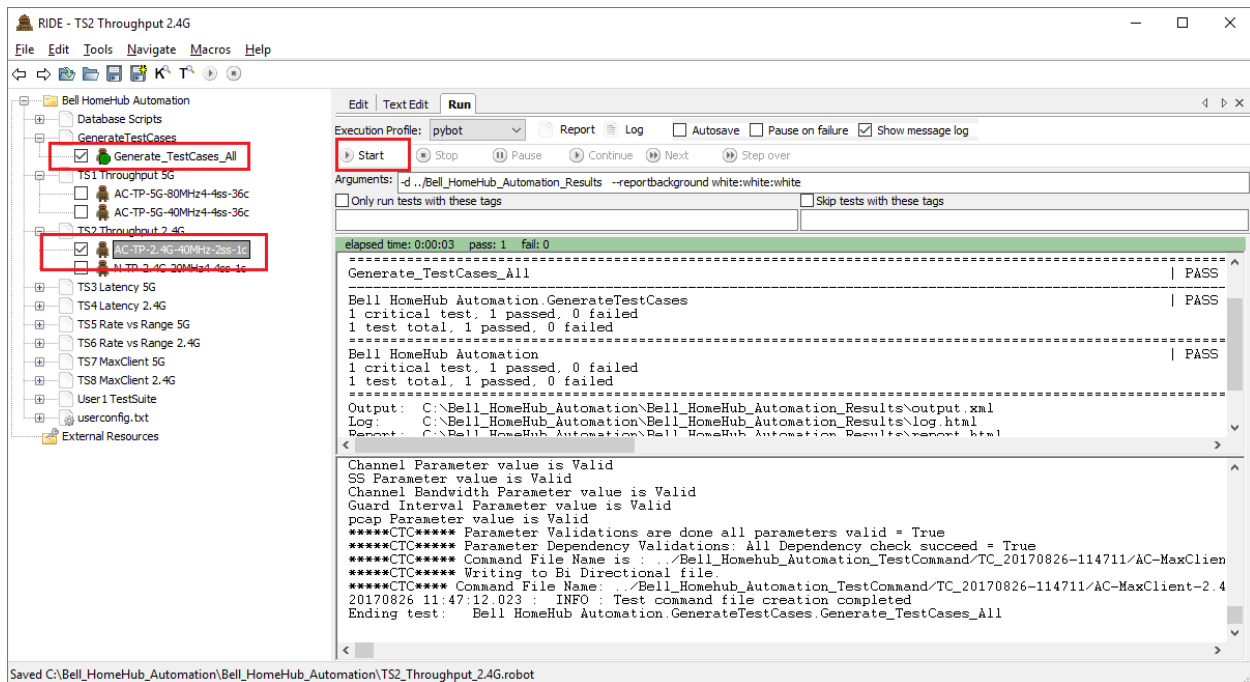 RIDE - TS2 Throughput 2.4G
File Edit Tools Navigate Macros Help
Bell HomeHub Automation
Database Scripts
GenerateTestCases
Generate_TestCases_All
TS1 Throughput 5G
AC-TP-5G-80MHz4-4ss-36c
AC-TP-5G-40MHz4-4ss-36c
TS2 Throughput 2.4G
AC-TP-2.4G-40MHz-2ss-1c
N-TP-2.4G-20MHz4-4ss-1c
TS3 Latency 5G
TS4 Latency 2.4G
TS5 Rate vs Range 5G
TS6 Rate vs Range 2.4G
TS7 MaxClient 5G
TS8 MaxClient 2.4G
User1 TestSuite
userconfig.txt
External Resources
Edit Text Edit Run
Execution Profile: pybot Report Log Autosave Pause on failure Show message log
Start Stop Pause Continue Next Step over
Arguments: -d ../Bell_HomeHub_Automation_Results --reportbackground white:white:white
Only run tests with these tags Skip tests with these tags
elapsed time: 0:00:03 pass: 1 fail: 0
==============================================================================
Generate_TestCases_All | PASS
------------------------------------------------------------------------------
Bell HomeHub Automation.GenerateTestCases | PASS
1 critical test, 1 passed, 0 failed
1 test total, 1 passed, 0 failed
==============================================================================
Bell HomeHub Automation | PASS
1 critical test, 1 passed, 0 failed
1 test total, 1 passed, 0 failed
==============================================================================
Output: C:\Bell_HomeHub_Automation\Bell_HomeHub_Automation_Results\output.xml
Log: C:\Bell_HomeHub_Automation\Bell_HomeHub_Automation_Results\log.html
Report: C:\Bell_HomeHub_Automation\Bell_HomeHub_Automation_Results\report.html
Channel Parameter value is Valid
SS Parameter value is Valid
Channel Bandwidth Parameter value is Valid
Guard Interval Parameter value is Valid
pcap Parameter value is Valid
*****CTC***** Parameter Validations are done all parameters valid = True
*****CTC***** Parameter Dependency Validations: All Dependency check succeed = True
*****CTC***** Command File Name is : ../Bell_Homehub_Automation_TestCommand/TC_20170826-114711/AC-MaxClien
*****CTC***** Writing to Bi Directional file.
*****CTC**** Command File Name: ../Bell_Homehub_Automation_TestCommand/TC_20170826-114711/AC-MaxClient-2.4
20170826 11:47:12.023 : INFO : Test command file creation completed
Ending test: Bell HomeHub Automation.GenerateTestCases.Generate_TestCases_All
Saved C:\Bell_HomeHub_Automation\Bell_HomeHub_Automation\TS2_Throughput_2.4G.robot